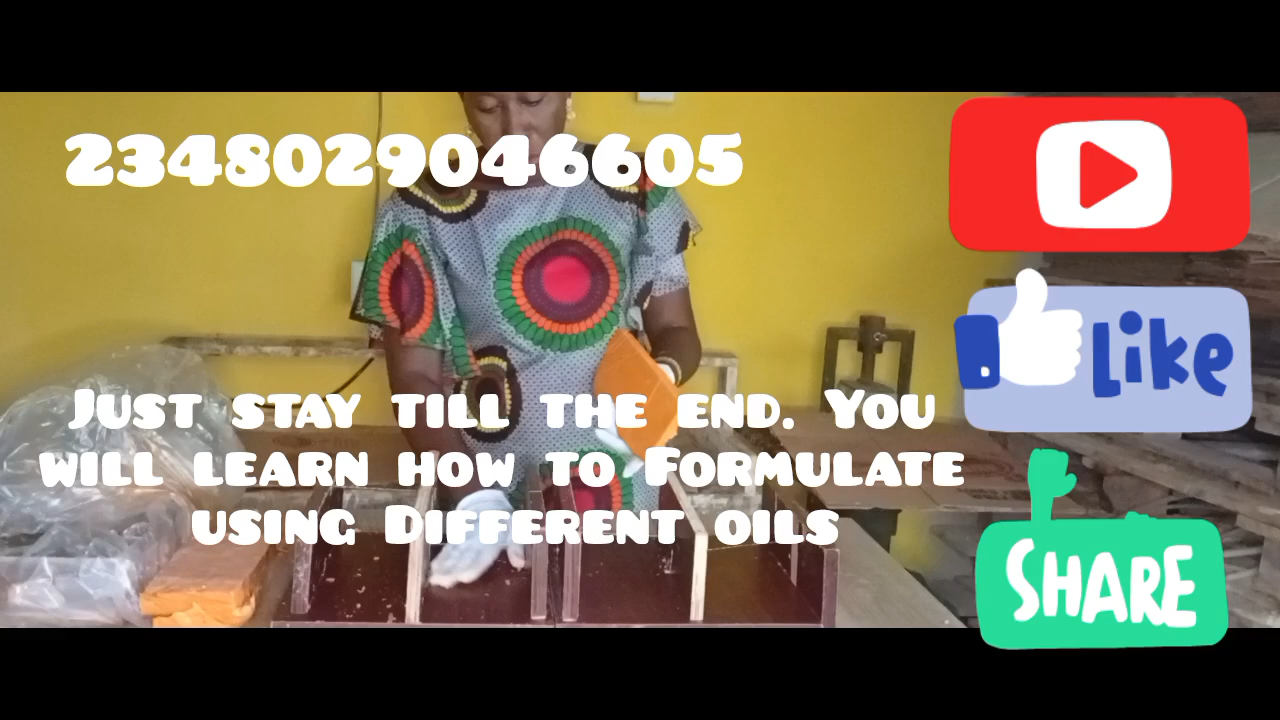 2348029046605
Like
Just stay till the end. You
will learn how to Formulate
using Different oils
Share